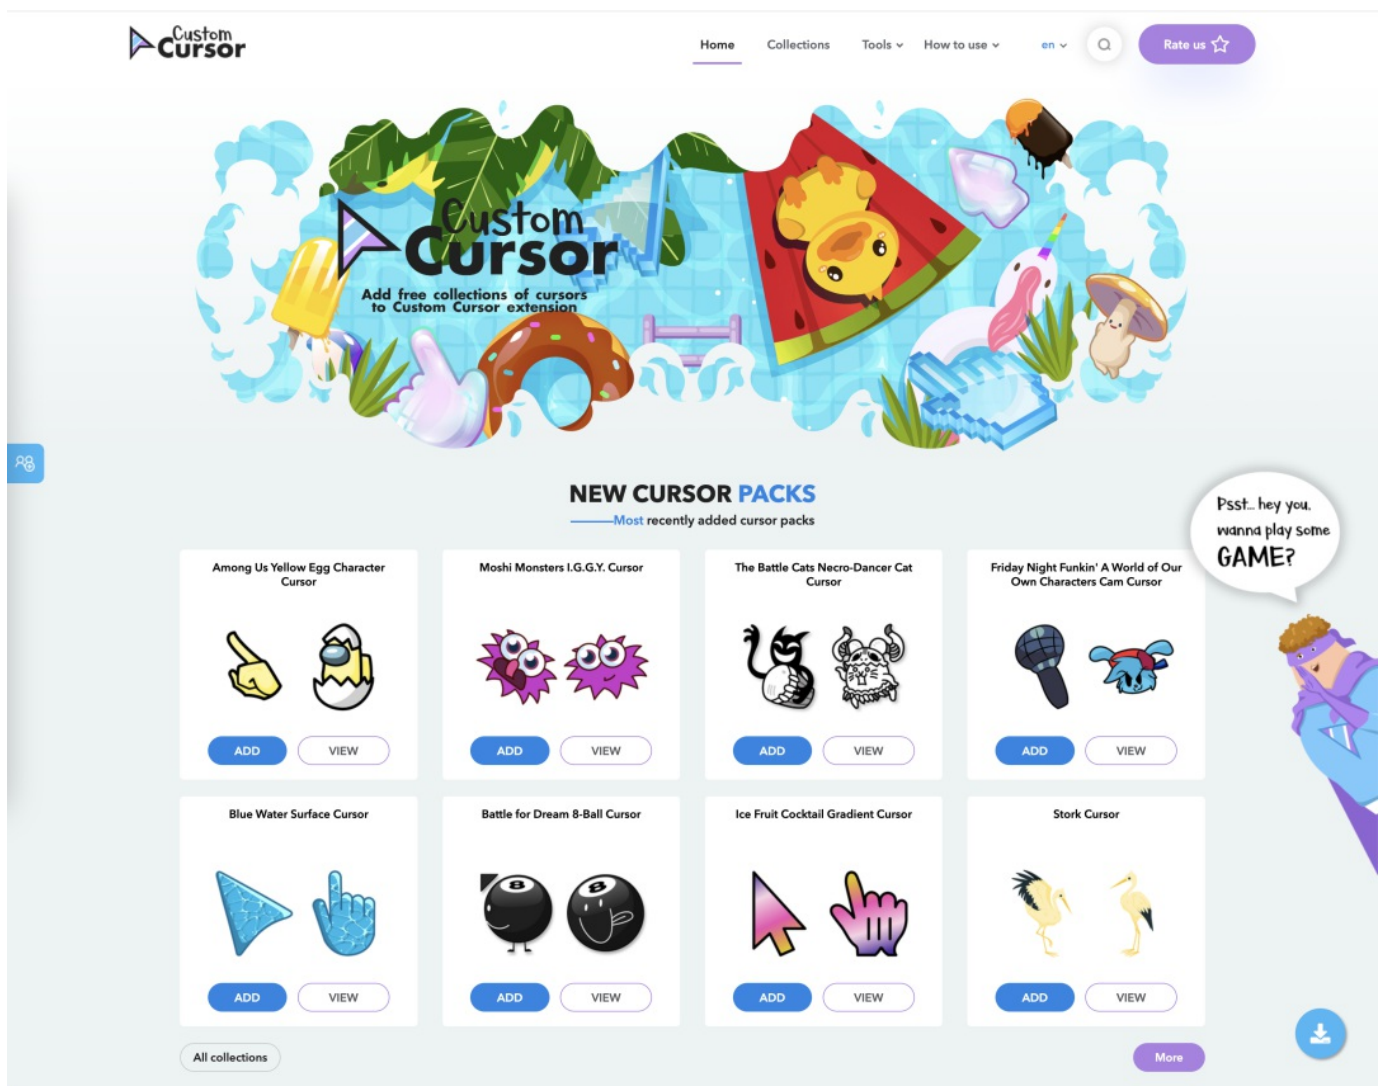 Custom
Cursor
Home
Collections
Tools
How to use
en
Rate us
Custom
Cursor
Add free collections of cursors
to Custom Cursor extension
NEW CURSOR PACKS
Most recently added cursor packs
Psst... hey you,
wanna play some
GAME?
Among Us Yellow Egg Character
Cursor
Moshi Monsters I.G.G.Y. Cursor
The Battle Cats Necro-Dancer Cat
Cursor
Friday Night Funkin' A World of Our
Own Characters Cam Cursor
ADD
VIEW
ADD
VIEW
ADD
VIEW
ADD
VIEW
Blue Water Surface Cursor
Battle for Dream 8-Ball Cursor
Ice Fruit Cocktail Gradient Cursor
Stork Cursor
8
8
ADD
VIEW
ADD
VIEW
ADD
VIEW
ADD
VIEW
All collections
More